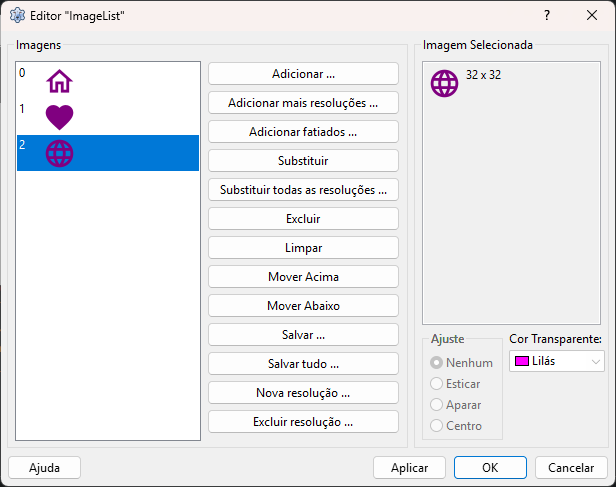 Editor "ImageList"
?
Imagens
0
1
2
Adicionar ...
Adicionar mais resoluções ...
Adicionar fatiados ...
Substituir
Substituir todas as resoluções ...
Excluir
Limpar
Mover Acima
Mover Abaixo
Salvar ...
Salvar tudo ...
Nova resolução ...
Excluir resolução ...
Imagem Selecionada
32 x 32
Ajuste
Nenhum
Esticar
Aparar
Centro
Cor Transparente:
Lilás
Ajuda
Aplicar
OK
Cancelar